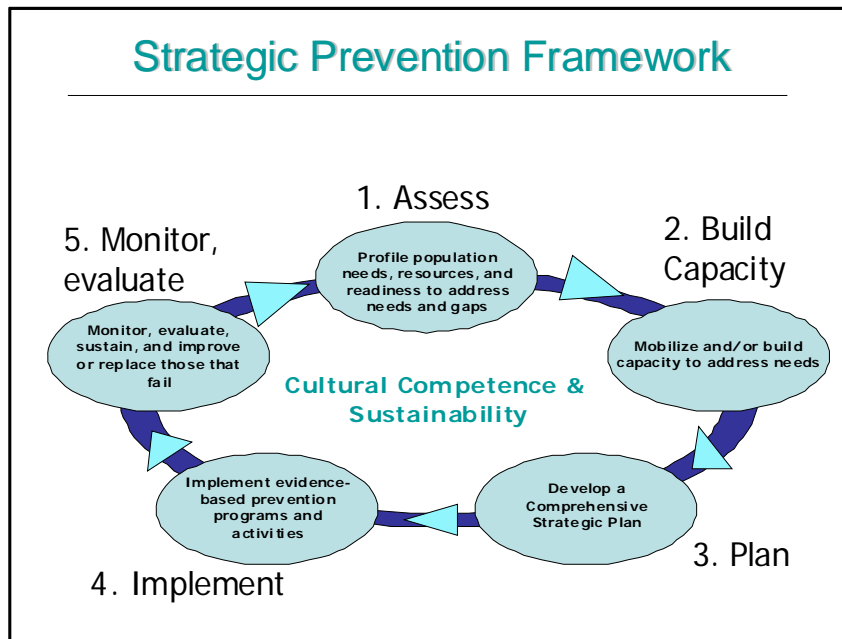 Strategic Prevention Framework
1. Assess
Profile population
needs, resources, and
readiness to address
needs and gaps
2. Build
Capacity
Mobilize and/or build
capacity to address needs
3. Plan
Develop a
Comprehensive
Strategic Plan
4. Implement
Implement evidence-
based prevention
programs and
activities
5. Monitor,
evaluate
Monitor, evaluate,
sustain, and improve
or replace those that
fail
Cultural Competence &
Sustainability